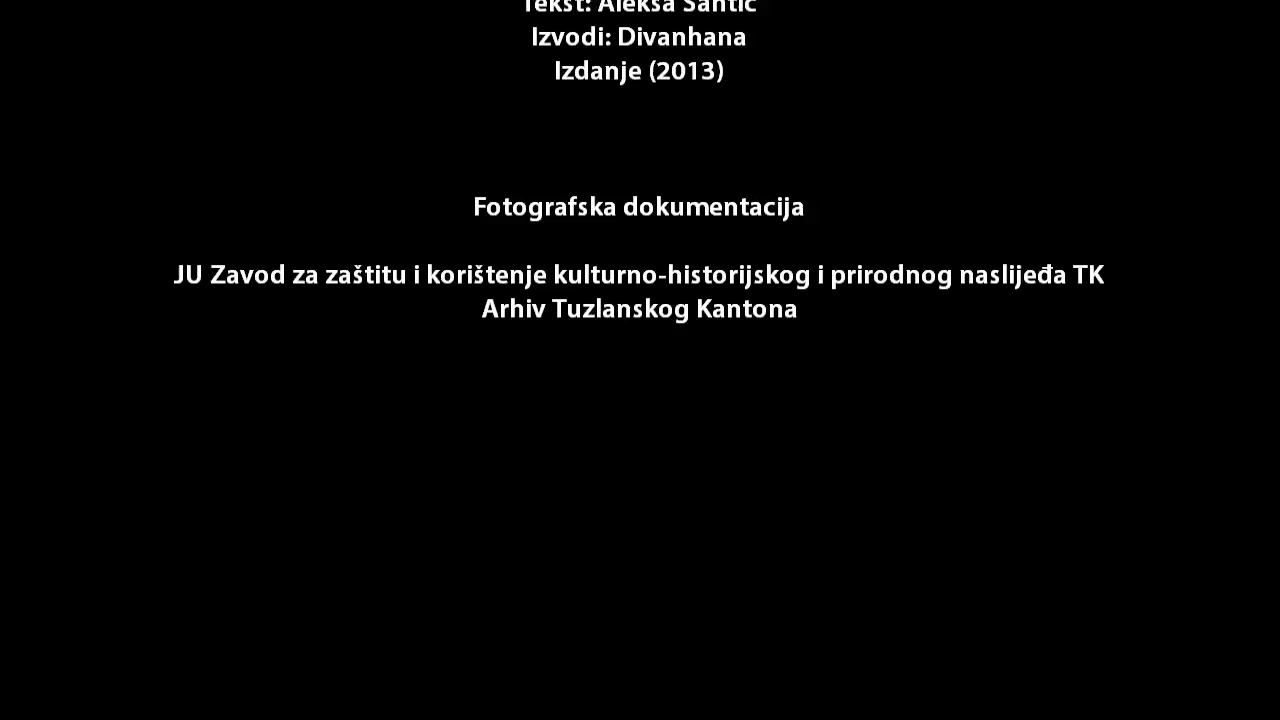 Tekst: Aleksa Šantić
Izvodi: Divanhana
Izdanje (2013)
Fotografska dokumentacija
JU Zavod za zaštitu i korištenje kulturno-historijskog i prirodnog naslijeđa TK
Arhiv Tuzlanskog Kantona